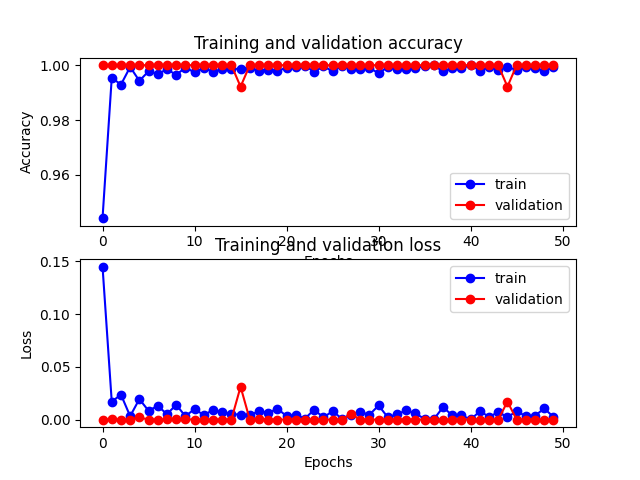 Training and validation accuracy
1.00
0.98
0.96
Accuracy
train
validation
0
10
20
30
40
50
Epochs
Training and validation loss
0.15
0.10
0.05
0.00
Loss
train
validation
0
10
20
30
40
50
Epochs